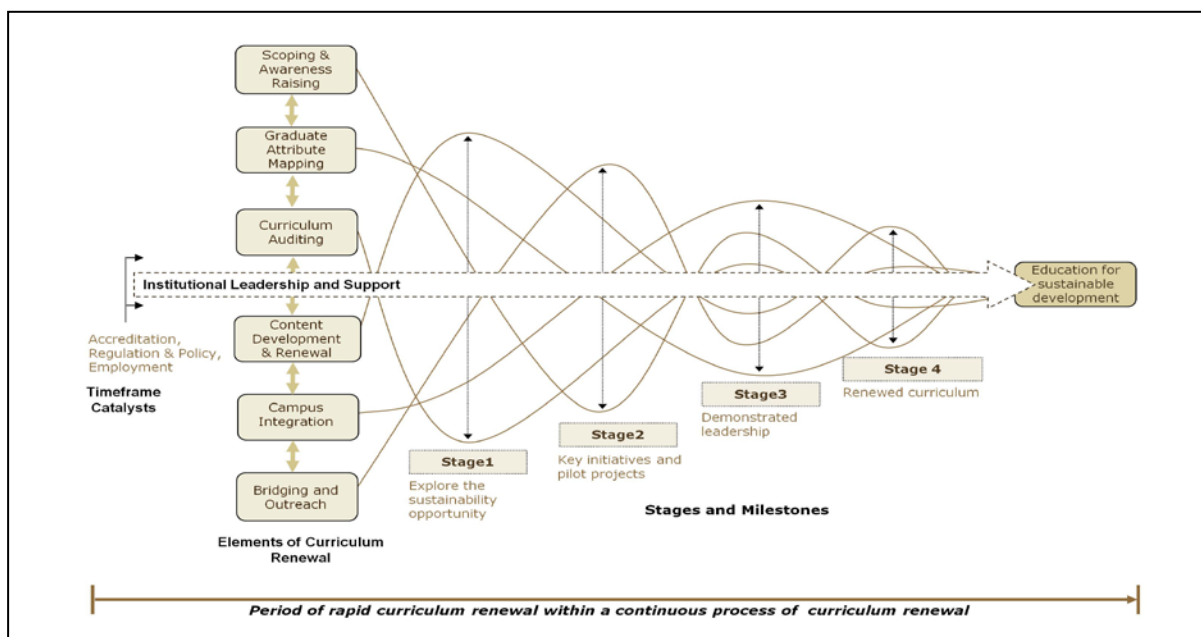 Scoping &
Awareness
Raising
Graduate
Attribute
Mapping
Curriculum
Auditing
Institutional Leadership and Support
Education for
sustainable
development
Content
Development
& Renewal
Accreditation,
Regulation & Policy,
Employment
Timeframe
Catalysts
Campus
Integration
Bridging and
Outreach
Elements of Curriculum
Renewal
Stage1
Explore the
sustainability
opportunity
Stage2
Key initiatives and
pilot projects
Stage3
Demonstrated
leadership
Stage 4
Renewed curriculum
Stages and Milestones
Period of rapid curriculum renewal within a continuous process of curriculum renewal